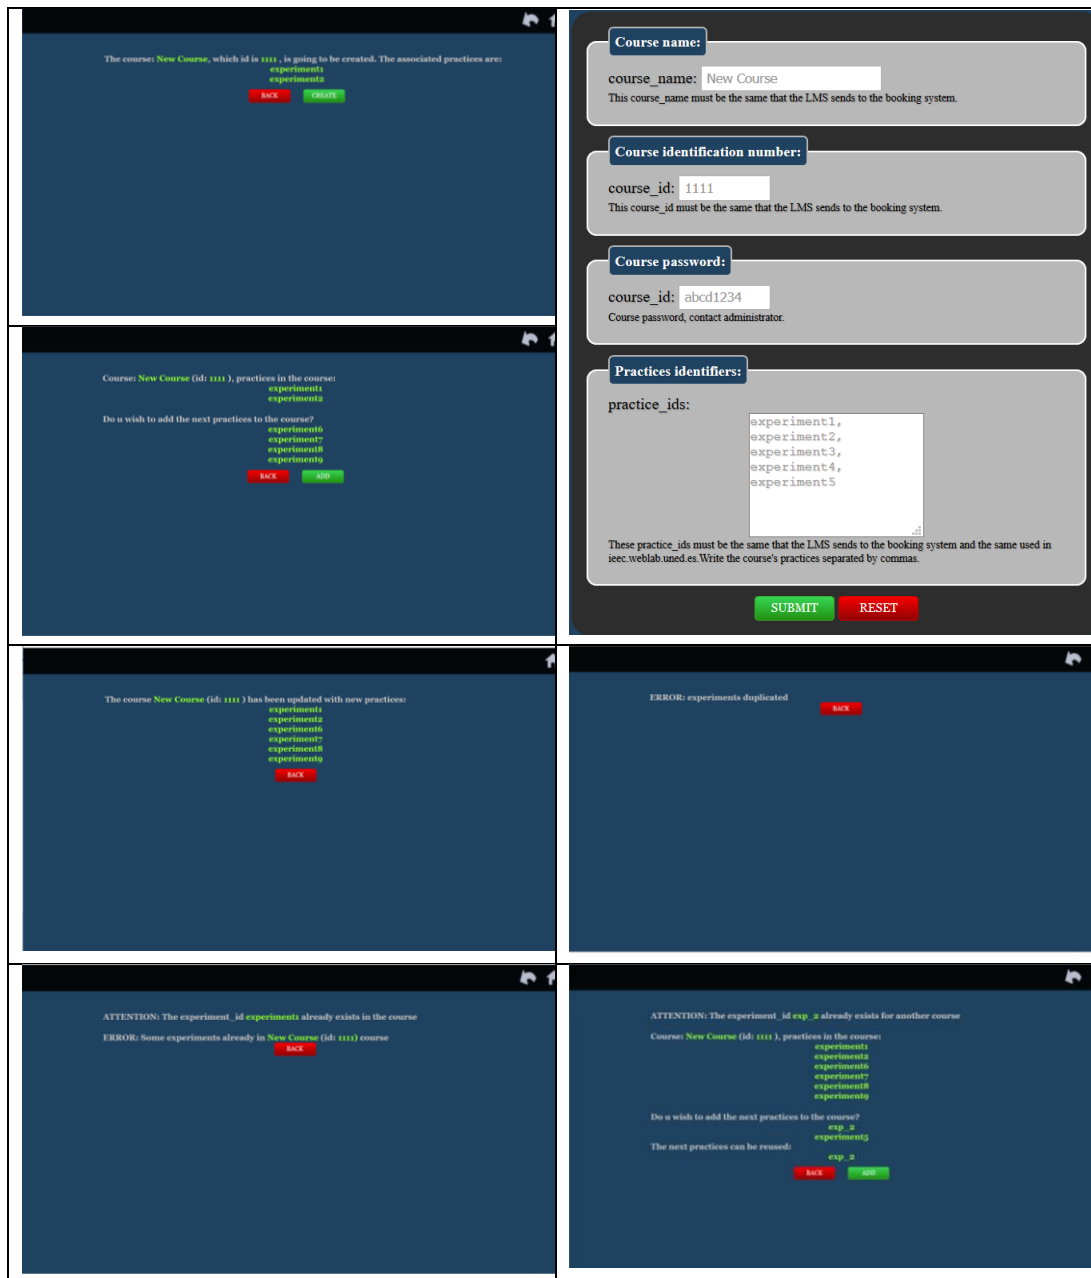 The course: New Course, which id is 1111 , is going to be created. The associated practices are:
experiment1
experiment2
BACK CREATE
Course name:
course_name: New Course
This course_name must be the same that the LMS sends to the booking system.
Course identification number:
course_id: 1111
This course_id must be the same that the LMS sends to the booking system.
Course password:
course_id: abcd1234
Course password, contact administrator.
Practices identifiers:
practice_ids:
experiment1,
experiment2,
experiment3,
experiment4,
experiment5
These practice_ids must be the same that the LMS sends to the booking system and the same used in
ieec.weblab.uned.es.Write the course's practices separated by commas.
SUBMIT RESET
Course: New Course (id: 1111 ), practices in the course:
experiment1
experiment2
Do u wish to add the next practices to the course?
experiment6
experiment7
experiment8
experiment9
BACK ADD
The course New Course (id: 1111 ) has been updated with new practices:
experiment1
experiment2
experiment6
experiment7
experiment8
experiment9
BACK
ERROR: experiments duplicated
BACK
ATTENTION: The experiment_id experiment1 already exists in the course
ERROR: Some experiments already in New Course (id: 1111) course
BACK
ATTENTION: The experiment_id exp_2 already exists for another course
Course: New Course (id: 1111 ), practices in the course:
experiment1
experiment2
experiment6
experiment7
experiment8
experiment9
Do u wish to add the next practices to the course?
exp_2
experiment5
The next practices can be reused:
exp_2
BACK ADD